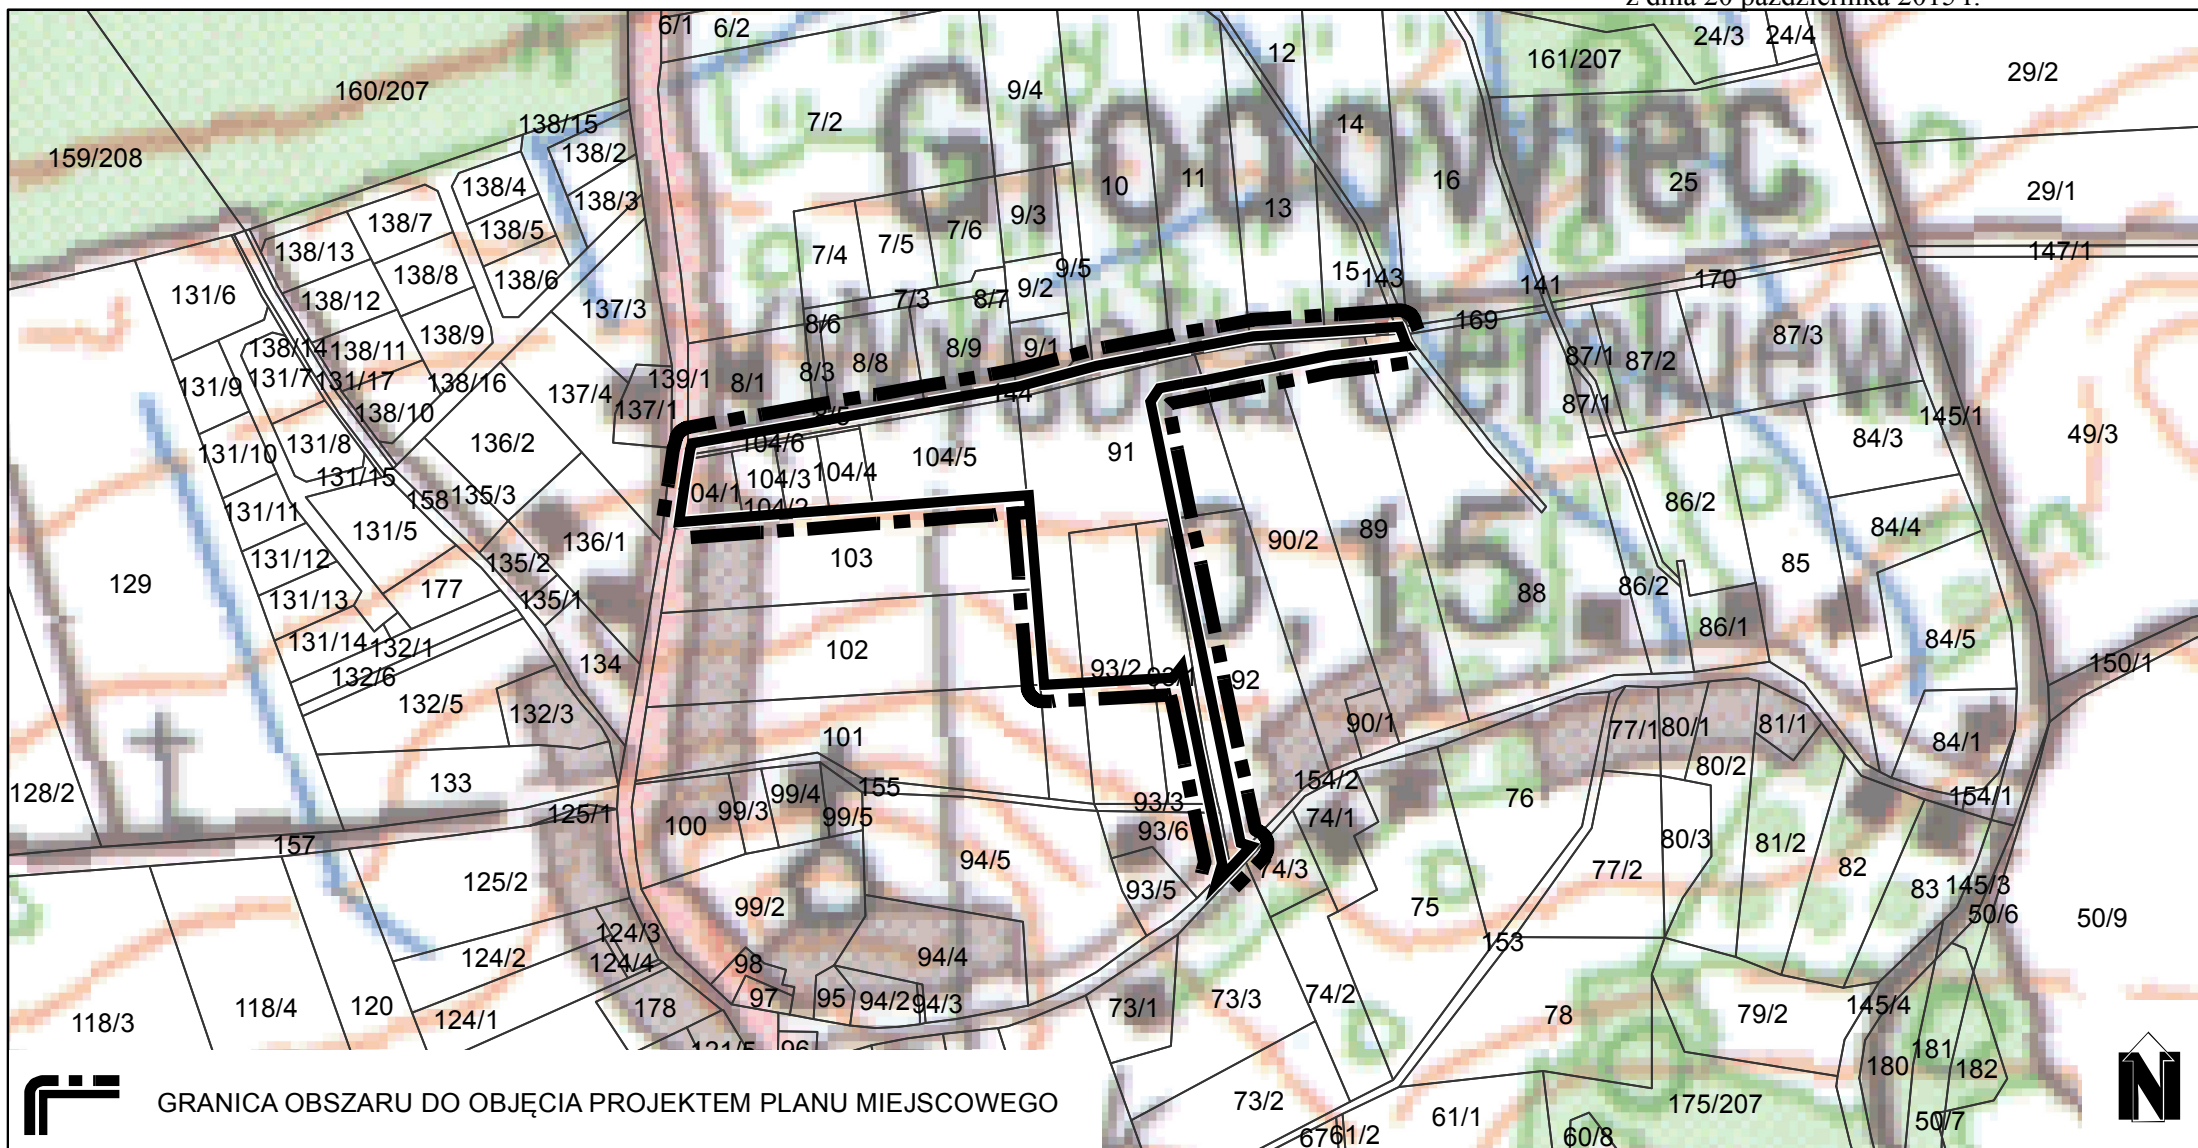 z dnia 20 października 2015 r.
6/1 6/2 12 24/3 24/4
160/207 9/4 161/207 29/2
7/2 14
138/15
159/208 138/2
138/4 10 11 16 25 29/1
138/7 138/3 9/3 13
138/13 138/5 7/6
7/4 7/5
138/8 138/6 9/5 15 143 147/1
131/6 138/12 137/3 7/3 8/7 9/2 141 170
8/6 169
138/9 87/3
138/14 138/11 8/8 8/9 9/1 87/1 87/2
131/9 131/7 131/17 138/16 139/1 8/1 8/3
137/4 144
138/10 137/1 87/1 145/1
131/8 136/2 104/6 84/3 49/3
131/10 104/5 91
131/15 104/3 104/4
158 135/3 04/1 86/2
131/11 104/2
131/5 136/1 90/2 89 84/4
131/12 135/2 103 85
129 177 86/2
131/13 135/1 88
131/14 132/1 86/1 84/5
102
132/6 134 93/2 92 150/1
132/5 132/3 90/1 77/1 80/1 81/1
101 84/1
133 154/2 80/2
128/2 99/4 155 76 154/1
125/1 99/3 93/3 74/1
157 100 99/5 93/6 80/3 81/2
94/5 74/3 77/2 82
125/2 93/5 83 145/3
99/2 75 50/6 50/9
124/3 153
124/2 124/4 98 94/4
97 95 94/2 94/3 73/1 73/3 74/2
118/3 118/4 120 124/1 178 78 79/2 145/4
121/5 96 181
180 182
GRANICA OBSZARU DO OBJĘCIA PROJEKTEM PLANU MIEJSCOWEGO
73/2 61/1 175/207 50/7
67 61/2 60/8
N